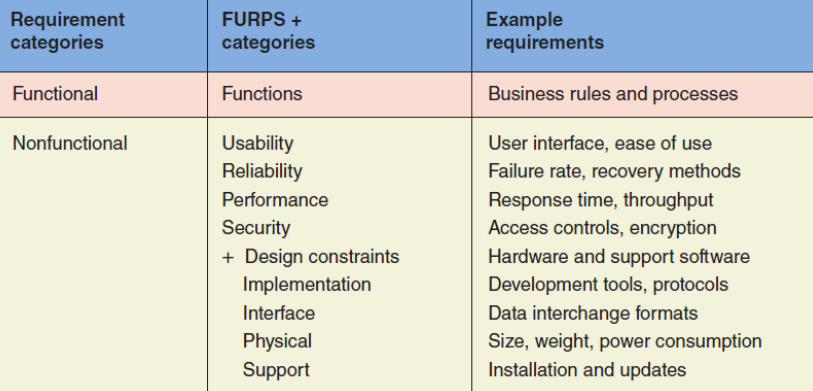 Requirement categories | FURPS + categories | Example requirements
Functional | Functions | Business rules and processes
Nonfunctional | Usability | User interface, ease of use
Reliability | Failure rate, recovery methods
Performance | Response time, throughput
Security | Access controls, encryption
+ Design constraints | Hardware and support software
Implementation | Development tools, protocols
Interface | Data interchange formats
Physical | Size, weight, power consumption
Support | Installation and updates